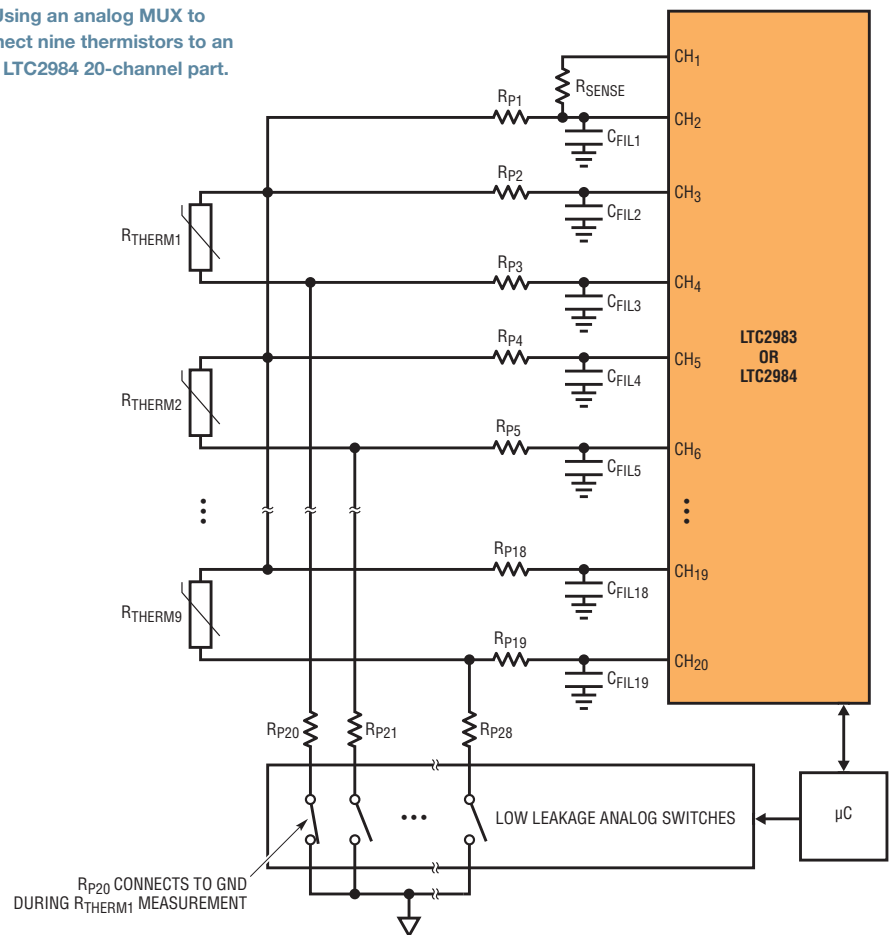 Using an analog MUX to
nect nine thermistors to an
LTC2984 20-channel part.
CH1
RSENSE
RP1
CH2
CFIL1
RP2
CH3
CFIL2
RTHERM1
RP3
CH4
CFIL3
LTC2983
OR
LTC2984
RP4
CH5
CFIL4
RTHERM2
RP5
CH6
CFIL5
RP18
CH19
CFIL18
RTHERM9
RP19
CH20
CFIL19
RP20
RP21
RP28
LOW LEAKAGE ANALOG SWITCHES
µC
RP20 CONNECTS TO GND
DURING RTHERM1 MEASUREMENT